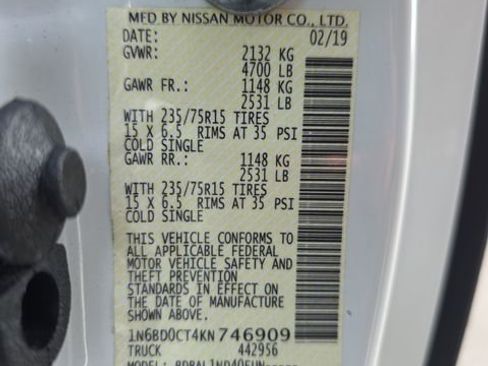 MFD BY NISSAN MOTOR CO., LTD.
DATE: 02/19
GVWR: 2132 KG
4700 LB
GAWR FR.: 1148 KG
2531 LB
WITH 235/75R15 TIRES
15 X 6.5 RIMS AT 35 PSI
COLD SINGLE
GAWR RR.: 1148 KG
2531 LB
WITH 235/75R15 TIRES
15 X 6.5 RIMS AT 35 PSI
COLD SINGLE
THIS VEHICLE CONFORMS TO
ALL APPLICABLE FEDERAL
MOTOR VEHICLE SAFETY AND
THEFT PREVENTION
STANDARDS IN EFFECT ON
THE DATE OF MANUFACTURE
SHOWN ABOVE.
1N6BD0CT4KN746909
TRUCK 442956
MODEL: